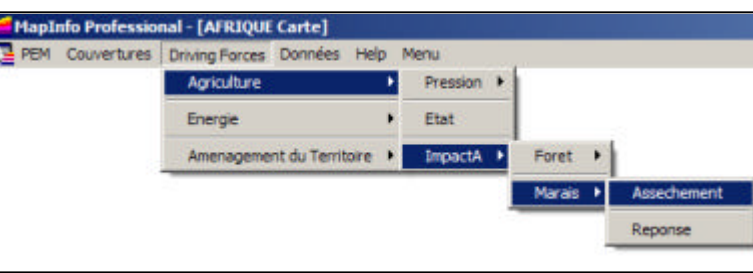 MapInfo Professional - [AFRIQUE Carte]
PEM Couvertures Driving Forces Données Help Menu
Agriculture Pression
Energie Etat
Amenagement du Territoire ImpactA Foret
Marais Assechement
Reponse